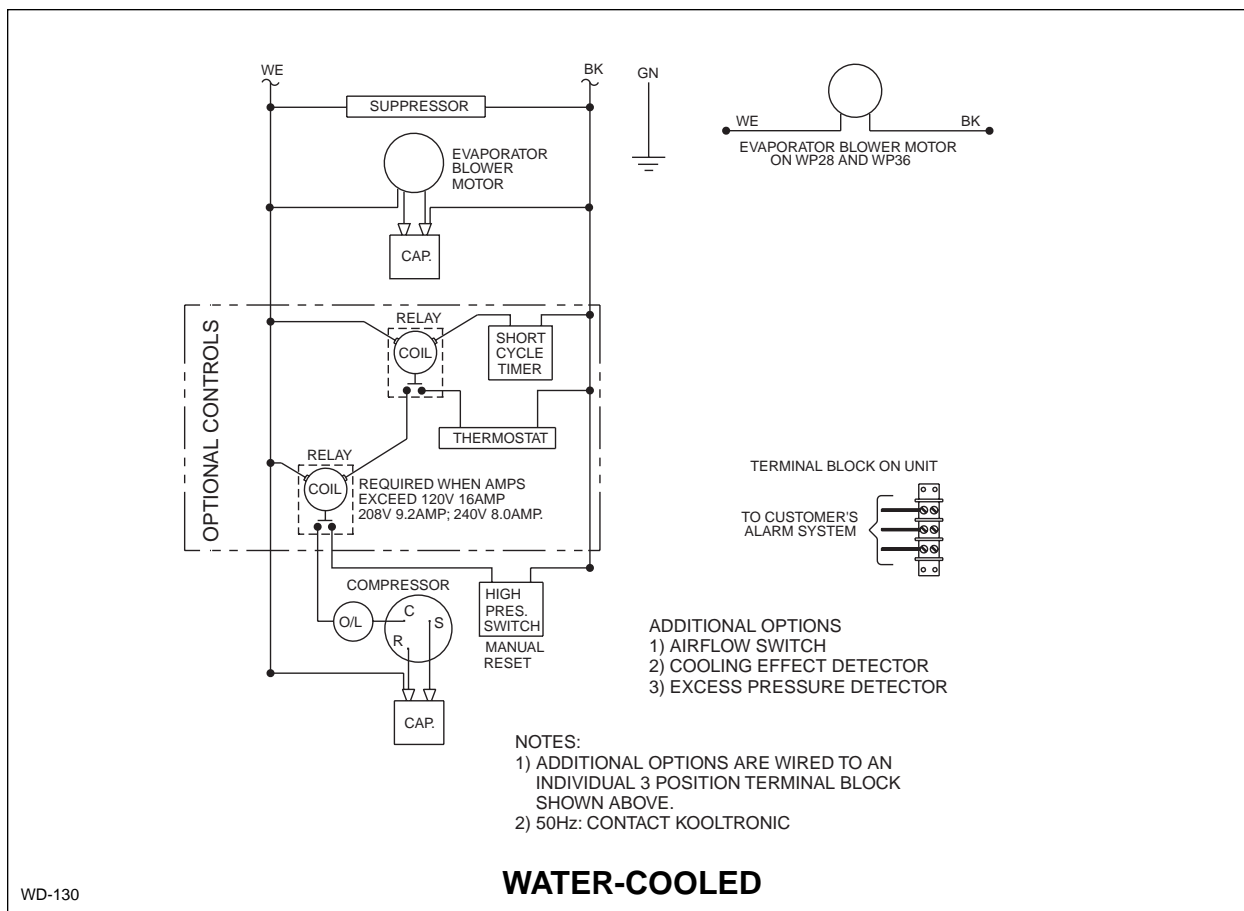 WE
BK
GN
SUPPRESSOR
WE
BK
EVAPORATOR BLOWER MOTOR
ON WP28 AND WP36
EVAPORATOR
BLOWER
MOTOR
CAP.
OPTIONAL CONTROLS
RELAY
COIL
SHORT
CYCLE
TIMER
THERMOSTAT
RELAY
COIL
REQUIRED WHEN AMPS
EXCEED 120V 16AMP
208V 9.2AMP; 240V 8.0AMP.
TERMINAL BLOCK ON UNIT
TO CUSTOMER'S
ALARM SYSTEM
COMPRESSOR
O/L
C
S
R
HIGH
PRES.
SWITCH
MANUAL
RESET
CAP.
ADDITIONAL OPTIONS
1) AIRFLOW SWITCH
2) COOLING EFFECT DETECTOR
3) EXCESS PRESSURE DETECTOR
NOTES:
1) ADDITIONAL OPTIONS ARE WIRED TO AN
INDIVIDUAL 3 POSITION TERMINAL BLOCK
SHOWN ABOVE.
2) 50Hz: CONTACT KOOLTRONIC
WATER-COOLED
WD-130